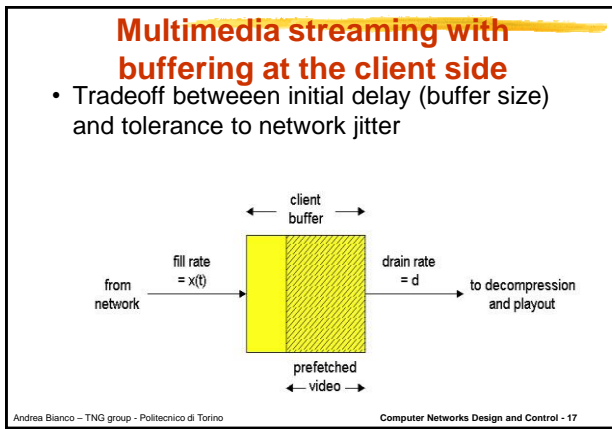 Multimedia streaming with
buffering at the client side
• Tradeoff betweeen initial delay (buffer size)
and tolerance to network jitter
client
buffer
fill rate
= x(t)
drain rate
= d
from
network
to decompression
and playout
prefetched
video
Andrea Bianco – TNG group - Politecnico di Torino
Computer Networks Design and Control - 17